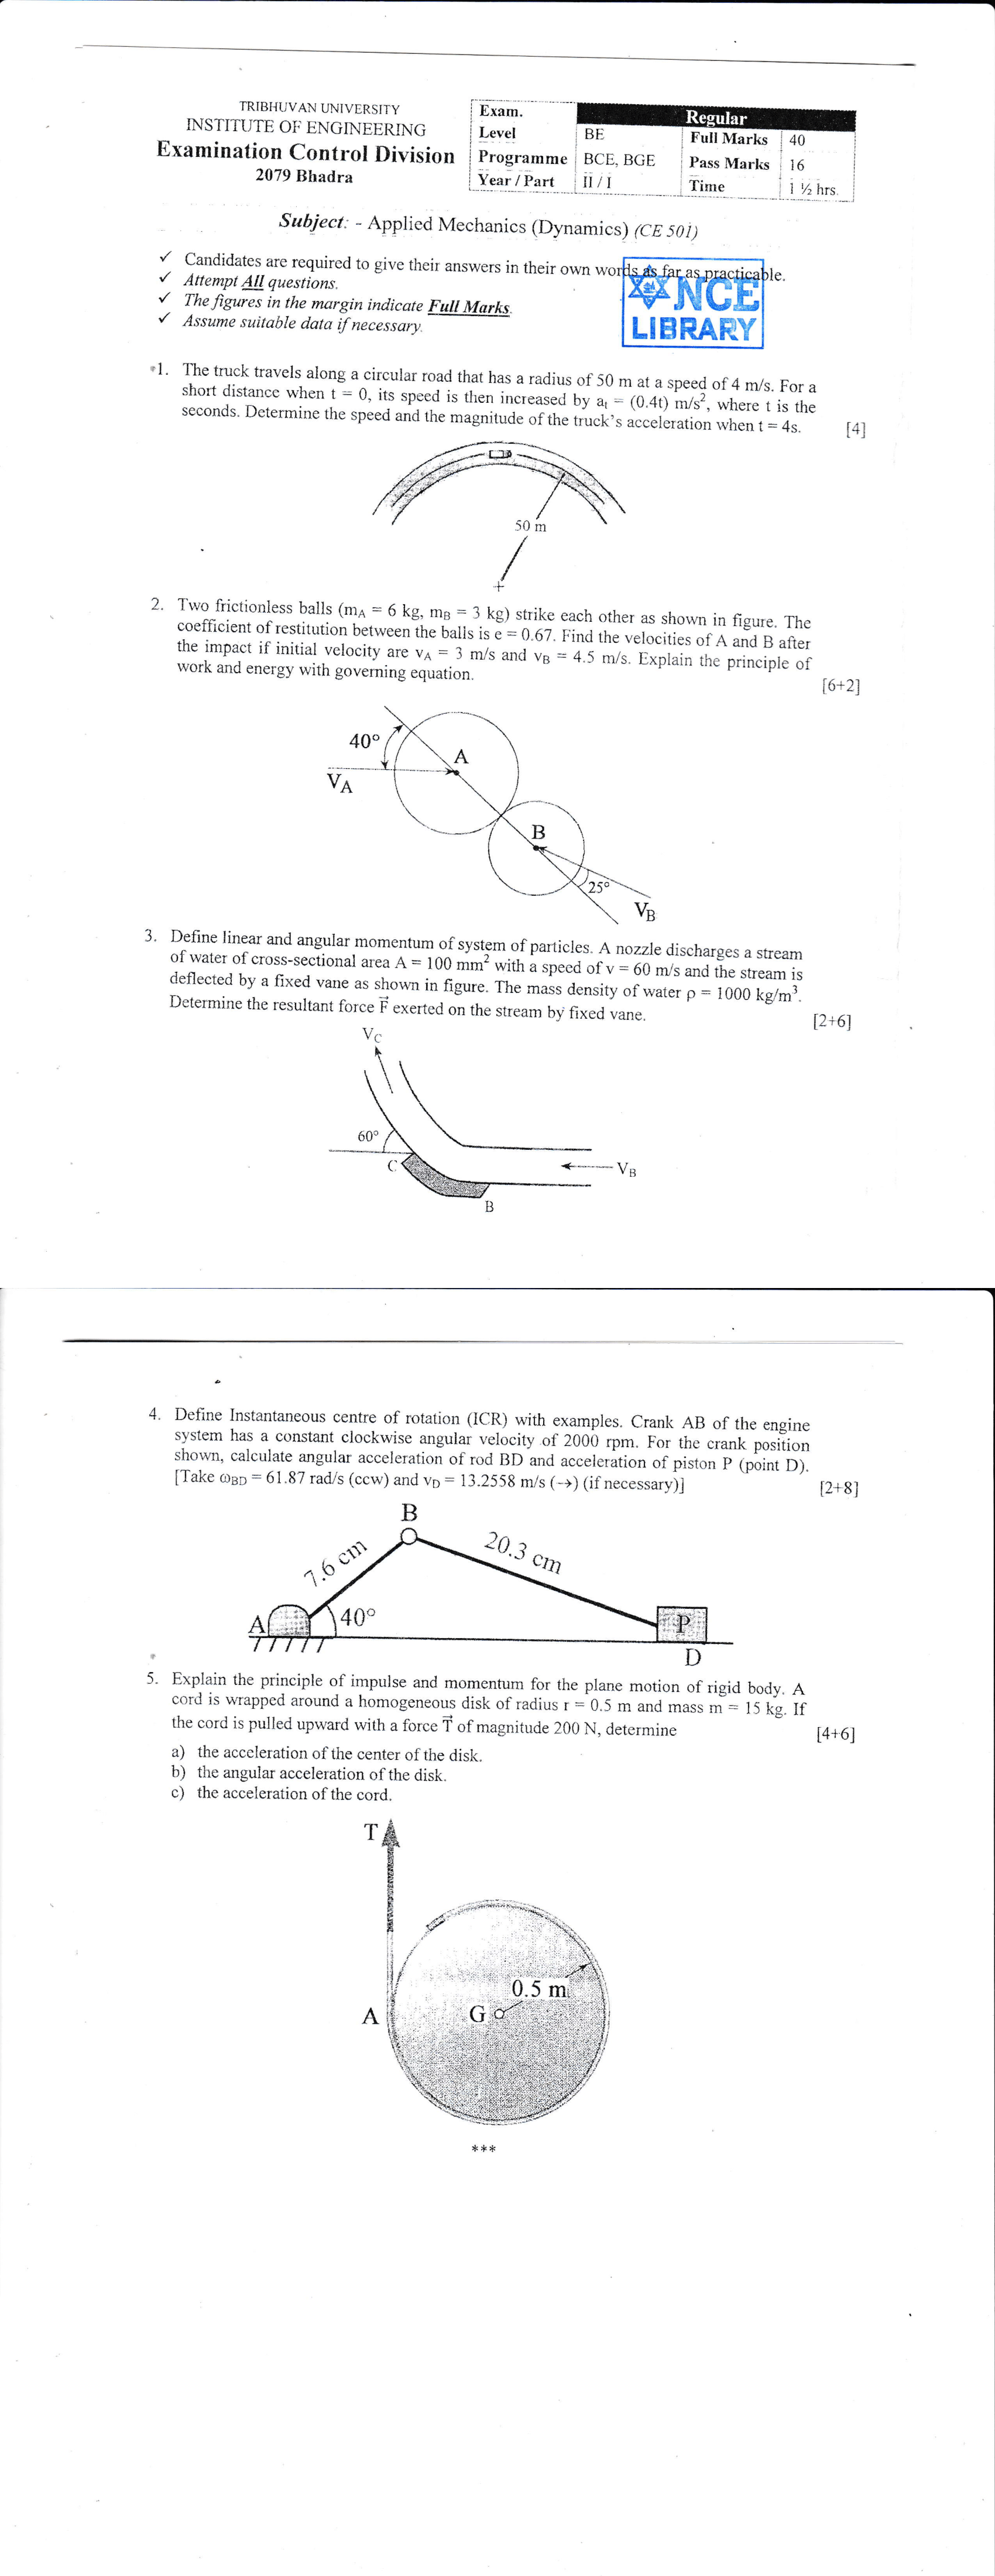 TRIBHUVAN UNIVERSITY
INSTITUTE OF ENGINEERING
Examination Control Division
2079 Bhadra
Exam. Regular
Level BE Full Marks 40
Programme BCE, BGE Pass Marks 16
Year / Part II / I Time 1 ½ hrs.
Subject: - Applied Mechanics (Dynamics) (CE 501)
✓ Candidates are required to give their answers in their own words as far as practicable.
✓ Attempt All questions.
✓ The figures in the margin indicate Full Marks.
✓ Assume suitable data if necessary.
NCE
LIBRARY
1. The truck travels along a circular road that has a radius of 50 m at a speed of 4 m/s. For a
short distance when t = 0, its speed is then increased by at = (0.4t) m/s², where t is the
seconds. Determine the speed and the magnitude of the truck's acceleration when t = 4s. [4]
50 m
2. Two frictionless balls (mA = 6 kg, mB = 3 kg) strike each other as shown in figure. The
coefficient of restitution between the balls is e = 0.67. Find the velocities of A and B after
the impact if initial velocity are vA = 3 m/s and vB = 4.5 m/s. Explain the principle of
work and energy with governing equation. [6+2]
40°
A
VA
B
25°
VB
3. Define linear and angular momentum of system of particles. A nozzle discharges a stream
of water of cross-sectional area A = 100 mm² with a speed of v = 60 m/s and the stream is
deflected by a fixed vane as shown in figure. The mass density of water ρ = 1000 kg/m³.
Determine the resultant force F⃗ exerted on the stream by fixed vane. [2+6]
VC
60°
C
VB
B
4. Define Instantaneous centre of rotation (ICR) with examples. Crank AB of the engine
system has a constant clockwise angular velocity of 2000 rpm. For the crank position
shown, calculate angular acceleration of rod BD and acceleration of piston P (point D).
[Take ωBD = 61.87 rad/s (ccw) and vD = 13.2558 m/s (→) (if necessary)] [2+8]
B
7.6 cm
20.3 cm
A
40°
P
D
5. Explain the principle of impulse and momentum for the plane motion of rigid body. A
cord is wrapped around a homogeneous disk of radius r = 0.5 m and mass m = 15 kg. If
the cord is pulled upward with a force T⃗ of magnitude 200 N, determine [4+6]
a) the acceleration of the center of the disk.
b) the angular acceleration of the disk.
c) the acceleration of the cord.
T
0.5 m
A
G
***